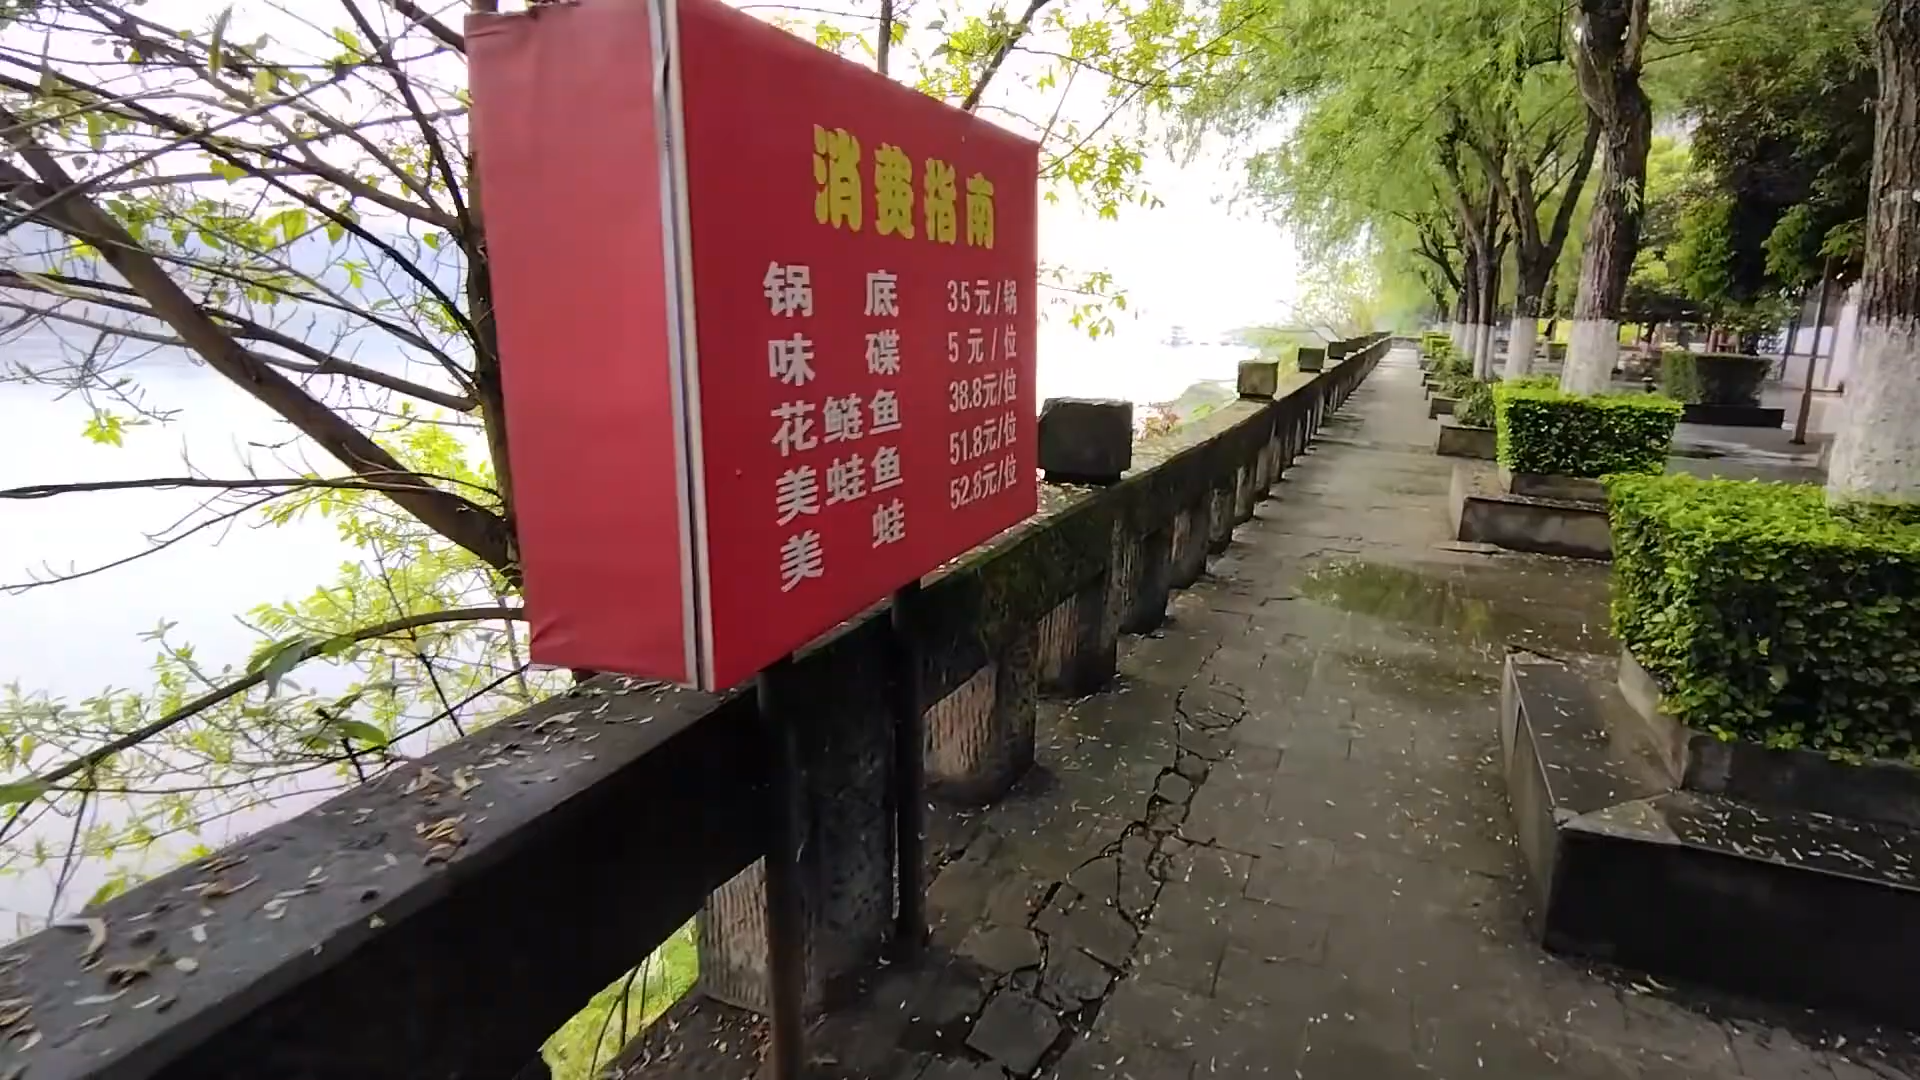 消费指南
锅底 35元/锅
味碟 5元/位
花鲢鱼 38.8元/位
美蛙鱼 51.8元/位
美蛙 52.8元/位